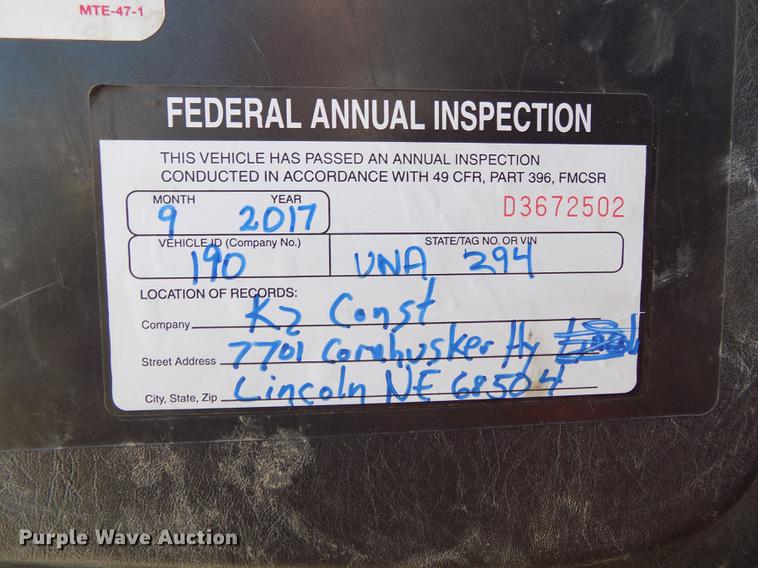 MTE-47-1
FEDERAL ANNUAL INSPECTION
THIS VEHICLE HAS PASSED AN ANNUAL INSPECTION
CONDUCTED IN ACCORDANCE WITH 49 CFR, PART 396, FMCSR
MONTH YEAR
9 2017
D3672502
VEHICLE ID (Company No.) STATE/TAG NO. OR VIN
190 UNA 294
LOCATION OF RECORDS:
Company K2 Const
Street Address 7701 Cornhusker Hy
City, State, Zip Lincoln NE 68504
Purple Wave Auction